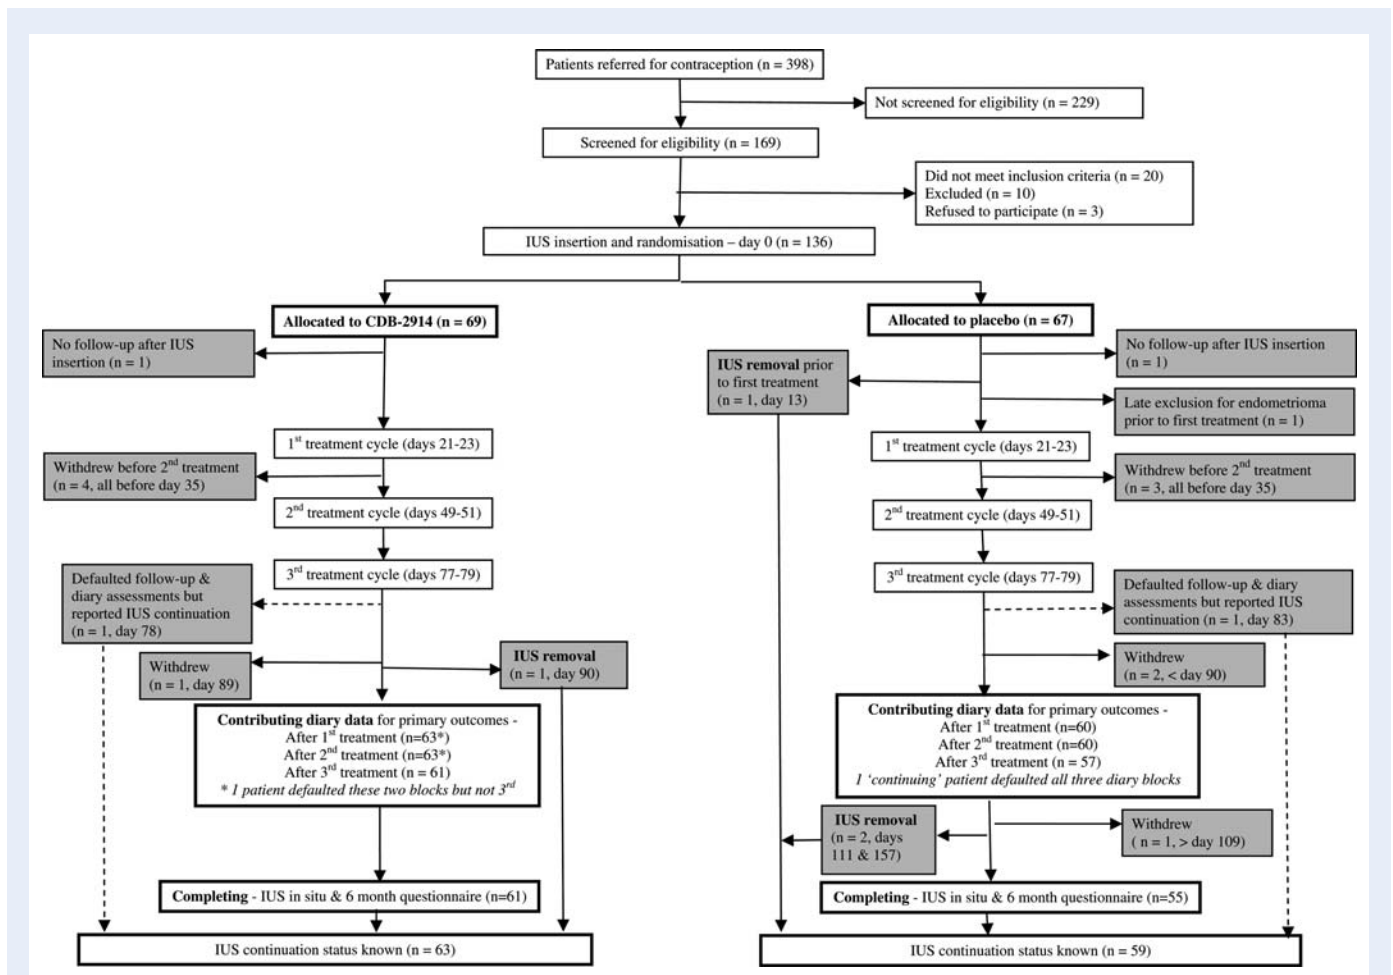 Patients referred for contraception (n = 398)
Not screened for eligibility (n = 229)
Screened for eligibility (n = 169)
Did not meet inclusion criteria (n = 20)
Excluded (n = 10)
Refused to participate (n = 3)
IUS insertion and randomisation – day 0 (n = 136)
Allocated to CDB-2914 (n = 69)
No follow-up after IUS
insertion (n = 1)
1st treatment cycle (days 21-23)
Withdrew before 2nd treatment
(n = 4, all before day 35)
2nd treatment cycle (days 49-51)
3rd treatment cycle (days 77-79)
Defaulted follow-up &
diary assessments but
reported IUS continuation
(n = 1, day 78)
Withdrew
(n = 1, day 89)
IUS removal
(n = 1, day 90)
Contributing diary data for primary outcomes -
After 1st treatment (n=63*)
After 2nd treatment (n=63*)
After 3rd treatment (n = 61)
* 1 patient defaulted these two blocks but not 3rd
Completing - IUS in situ & 6 month questionnaire (n=61)
IUS continuation status known (n = 63)
Allocated to placebo (n = 67)
No follow-up after IUS insertion
(n = 1)
IUS removal prior
to first treatment
(n = 1, day 13)
Late exclusion for endometrioma
prior to first treatment (n = 1)
1st treatment cycle (days 21-23)
Withdrew before 2nd treatment
(n = 3, all before day 35)
2nd treatment cycle (days 49-51)
3rd treatment cycle (days 77-79)
Defaulted follow-up & diary
assessments but reported IUS
continuation (n = 1, day 83)
Withdrew
(n = 2, < day 90)
Contributing diary data for primary outcomes -
After 1st treatment (n=60)
After 2nd treatment (n=60)
After 3rd treatment (n = 57)
1 ‘continuing’ patient defaulted all three diary blocks
IUS removal
(n = 2, days
111 & 157)
Withdrew
( n = 1, > day 109)
Completing - IUS in situ & 6 month questionnaire (n=55)
IUS continuation status known (n = 59)